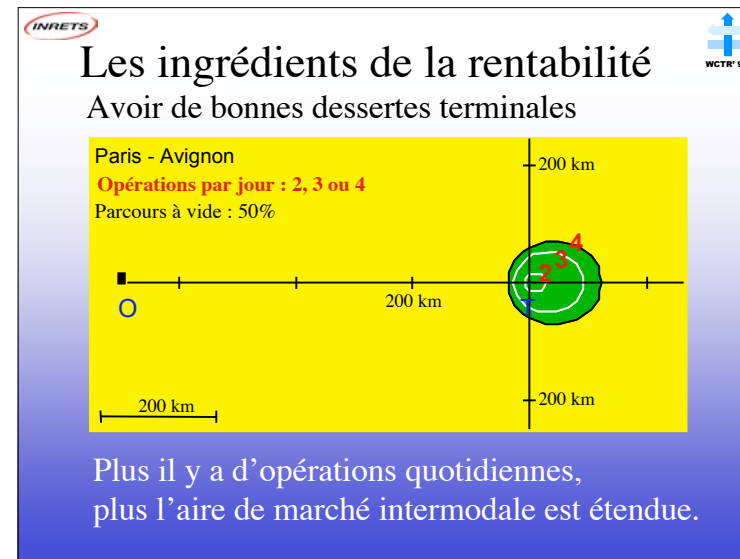 INRETS
WCTR' 9
Les ingrédients de la rentabilité
Avoir de bonnes dessertes terminales
Paris - Avignon
Opérations par jour : 2, 3 ou 4
Parcours à vide : 50%
200 km
4
3
2
O
200 km
T
200 km
200 km
Plus il y a d’opérations quotidiennes,
plus l’aire de marché intermodale est étendue.